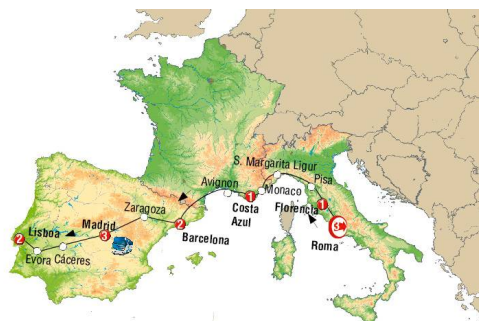 S. Margarita Ligur
Pisa
Avignon
Monaco
1
Zaragoza
Costa
Azul
Florencia
1
2
Barcelona
Roma
Lisboa
2
Madrid
3
Evora
Cáceres